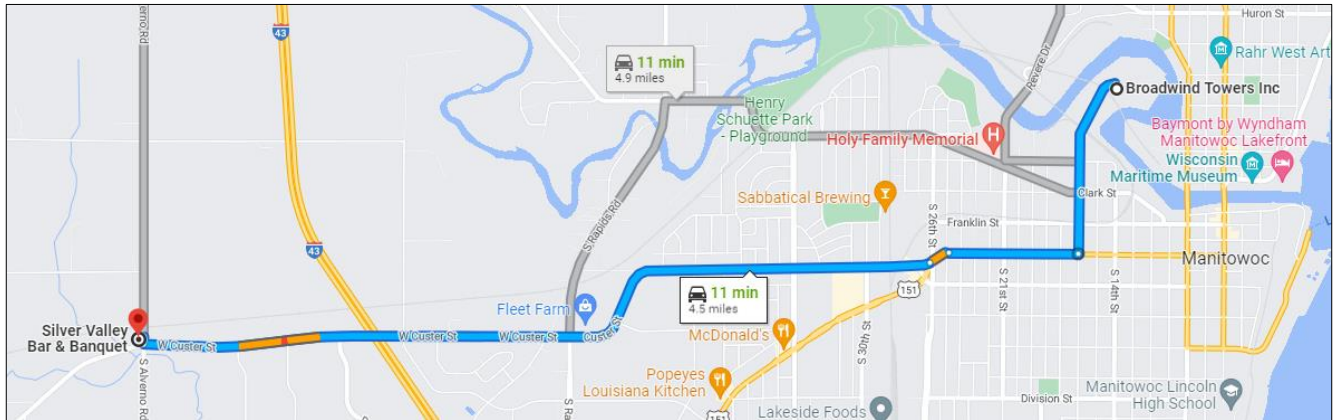 Huron St
erno Rd
43
11 min
4.9 miles
Revere Dr
Rahr West Art
Broadwind Towers Inc
Henry
Schuette Park
- Playground
Holy Family Memorial
Baymont by Wyndham
Manitowoc Lakefront
Wisconsin
Maritime Museum
Sabbatical Brewing
Clark St
S Rapids Rd
S 26th St
Franklin St
43
S 21st St
S 14th St
Manitowoc
11 min
4.5 miles
151
Fleet Farm
Custer St
Silver Valley
Bar & Banquet
W Custer St
W Custer St
W Custer St
McDonald's
S 30th St
S Alverno Rd
S Ra
Popeyes
Louisiana Kitchen
151
Lakeside Foods
Division St
Manitowoc Lincoln
High School